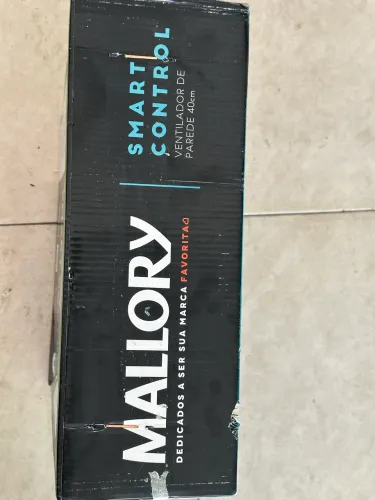 MALLORY
DEDICADOS A SER SUA MARCA FAVORITA
SMART
CONTROL
VENTILADOR DE
PAREDE 40cm